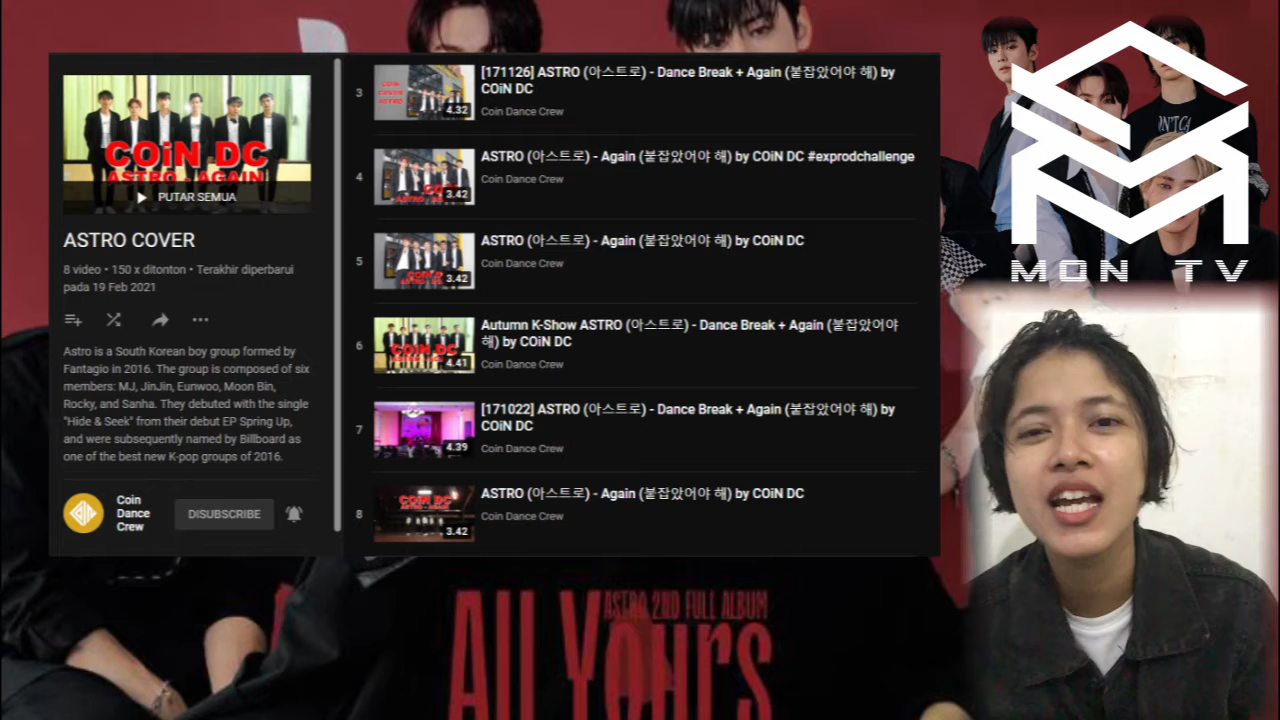 COiN DC
ASTRO - AGAIN
PUTAR SEMUA
ASTRO COVER
8 video • 150 x ditonton • Terakhir diperbarui
pada 19 Feb 2021
Astro is a South Korean boy group formed by
Fantagio in 2016. The group is composed of six
members: MJ, JinJin, Eunwoo, Moon Bin,
Rocky, and Sanha. They debuted with the single
"Hide & Seek" from their debut EP Spring Up,
and were subsequently named by Billboard as
one of the best new K-pop groups of 2016.
Coin
Dance
Crew
DISUBSCRIBE
3
COiN
COVER
ASTRO
4.32
[171126] ASTRO (아스트로) - Dance Break + Again (붙잡았어야 해) by
COiN DC
Coin Dance Crew
4
3.42
ASTRO (아스트로) - Again (붙잡았어야 해) by COiN DC #exprodchallenge
Coin Dance Crew
5
3.42
ASTRO (아스트로) - Again (붙잡았어야 해) by COiN DC
Coin Dance Crew
6
COiN DC
4.41
Autumn K-Show ASTRO (아스트로) - Dance Break + Again (붙잡았어야
해) by COiN DC
Coin Dance Crew
7
4.39
[171022] ASTRO (아스트로) - Dance Break + Again (붙잡았어야 해) by
COiN DC
Coin Dance Crew
8
COiN DC
ASTRO - AGAIN
3.42
ASTRO (아스트로) - Again (붙잡았어야 해) by COiN DC
Coin Dance Crew
MON TV
ASTRO 2ND FULL ALBUM
All Yours